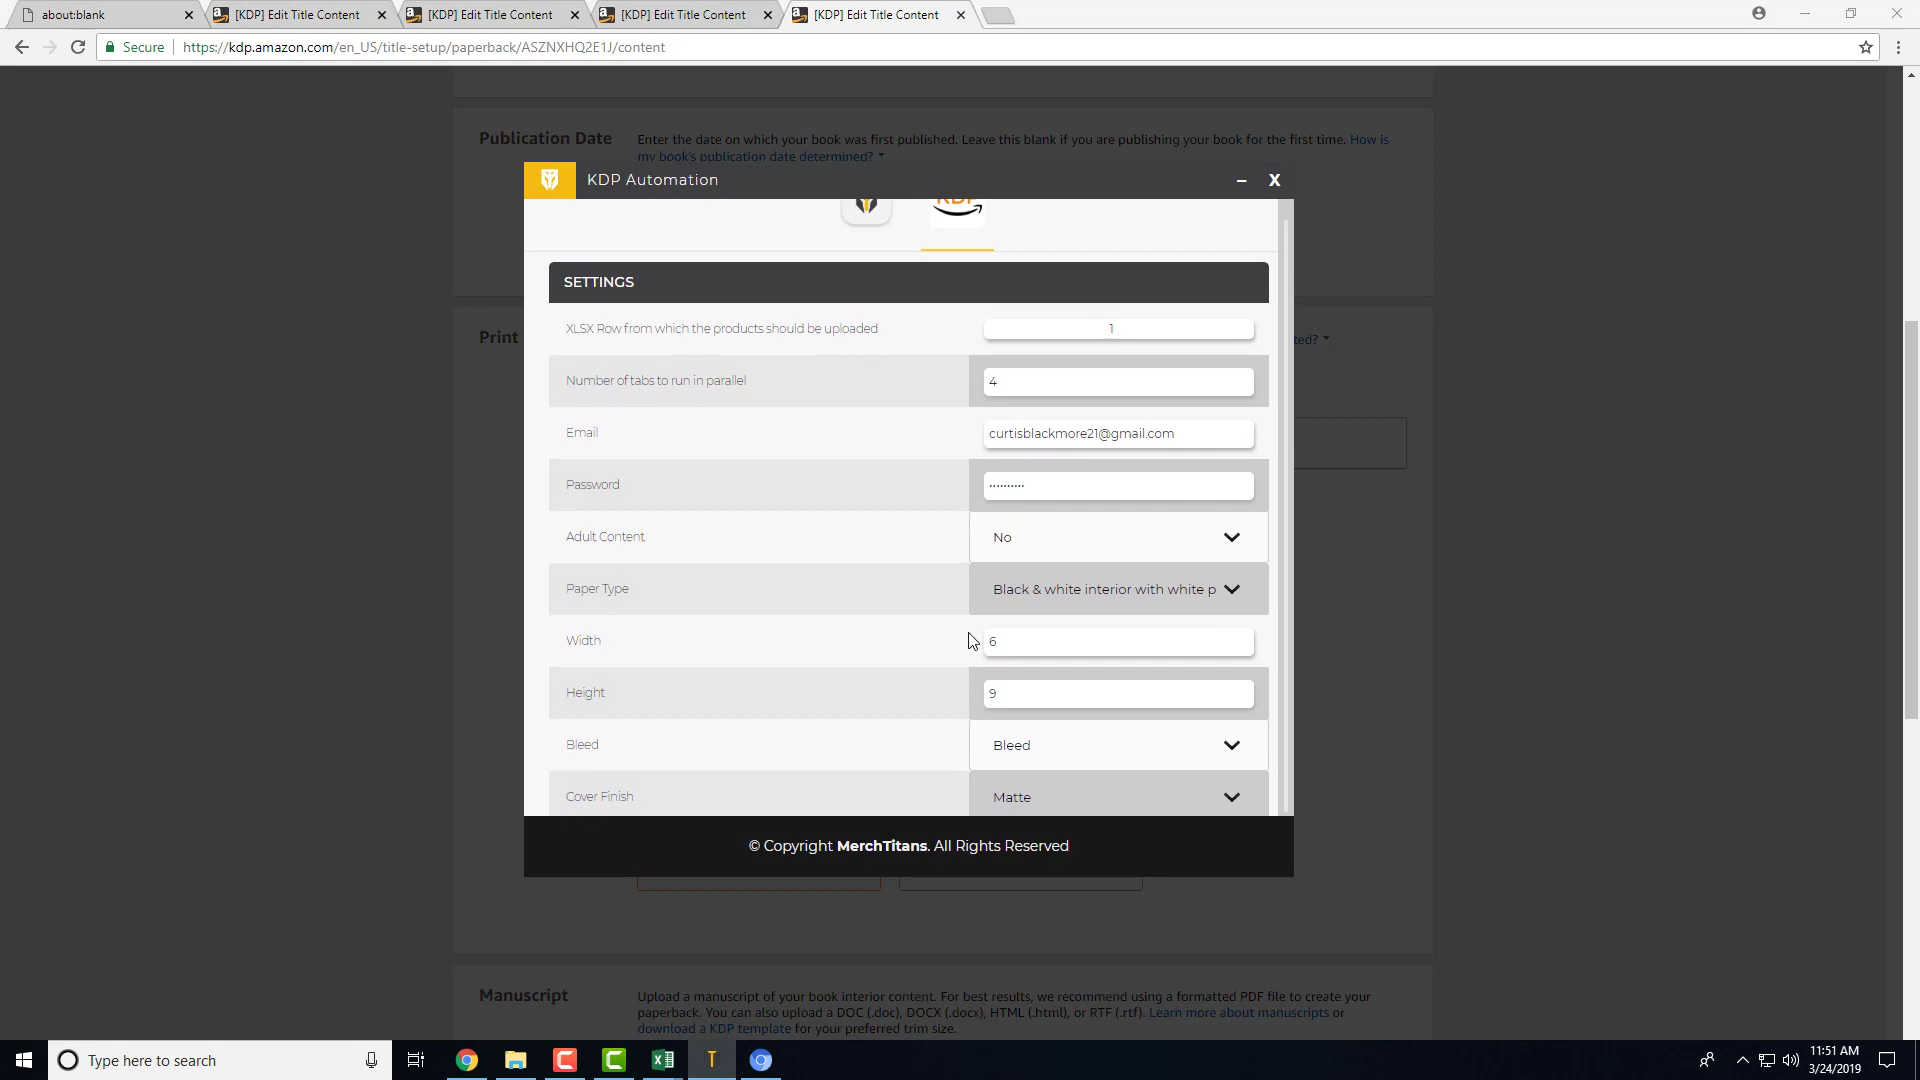 about:blank
[KDP] Edit Title Content
[KDP] Edit Title Content
[KDP] Edit Title Content
[KDP] Edit Title Content
Secure
https://kdp.amazon.com/en_US/title-setup/paperback/ASZNXHQ2E1J/content
Publication Date
Enter the date on which your book was first published. Leave this blank if you are publishing your book for the first time. How is
my book's publication date determined?
KDP Automation
KDP
SETTINGS
XLSX Row from which the products should be uploaded
1
Print
ted?
Number of tabs to run in parallel
4
Email
curtisblackmore21@gmail.com
Password
Adult Content
No
Paper Type
Black & white interior with white p
Width
6
Height
9
Bleed
Bleed
Cover Finish
Matte
© Copyright MerchTitans. All Rights Reserved
Manuscript
Upload a manuscript of your book interior content. For best results, we recommend using a formatted PDF file to create your
paperback. You can also upload a DOC (.doc), DOCX (.docx), HTML (.html), or RTF (.rtf). Learn more about manuscripts or
download a KDP template for your preferred trim size.
Type here to search
11:51 AM
3/24/2019